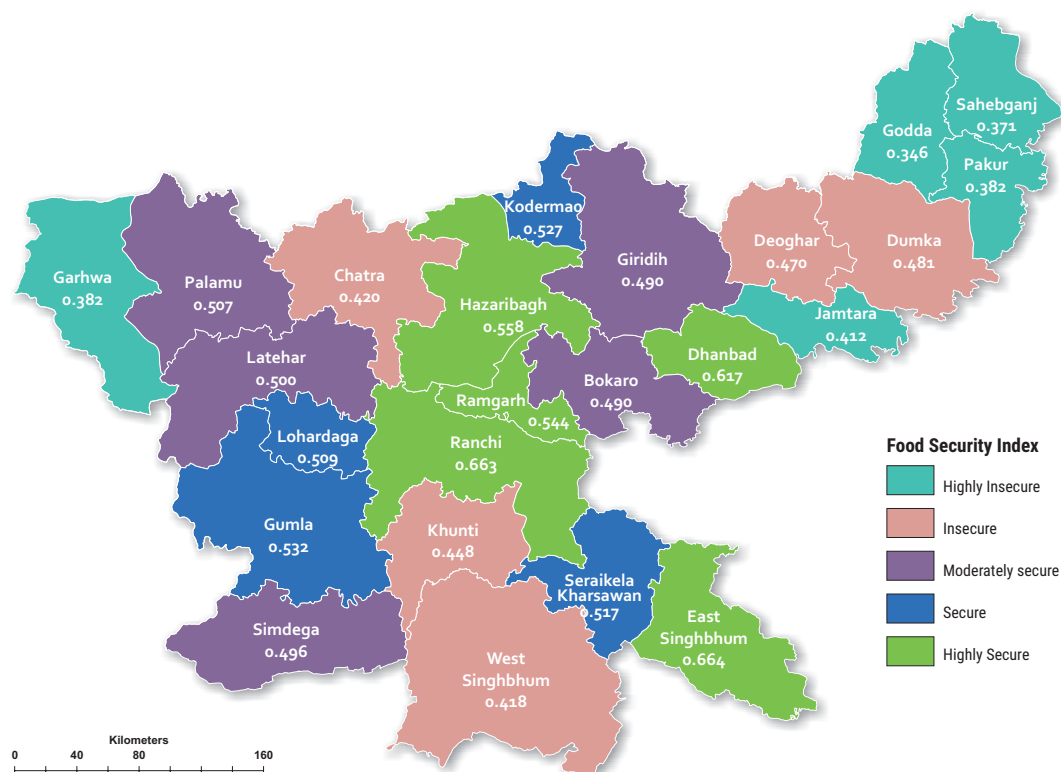 Sahebganj
0.371
Godda
0.346
Pakur
0.382
Kodermao
0.527
Deoghar
0.470
Dumka
0.481
Giridih
0.490
Garhwa
0.382
Palamu
0.507
Chatra
0.420
Hazaribagh
0.558
Jamtara
0.412
Latehar
0.500
Dhanbad
0.617
Bokaro
0.490
Ramgarh
0.544
Lohardaga
0.509
Ranchi
0.663
Gumla
0.532
Khunti
0.448
Seraikela
Kharsawan
0.517
Simdega
0.496
East
Singhbhum
0.664
West
Singhbhum
0.418
Food Security Index
Highly Insecure
Insecure
Moderately secure
Secure
Highly Secure
Kilometers
0 40 80 160